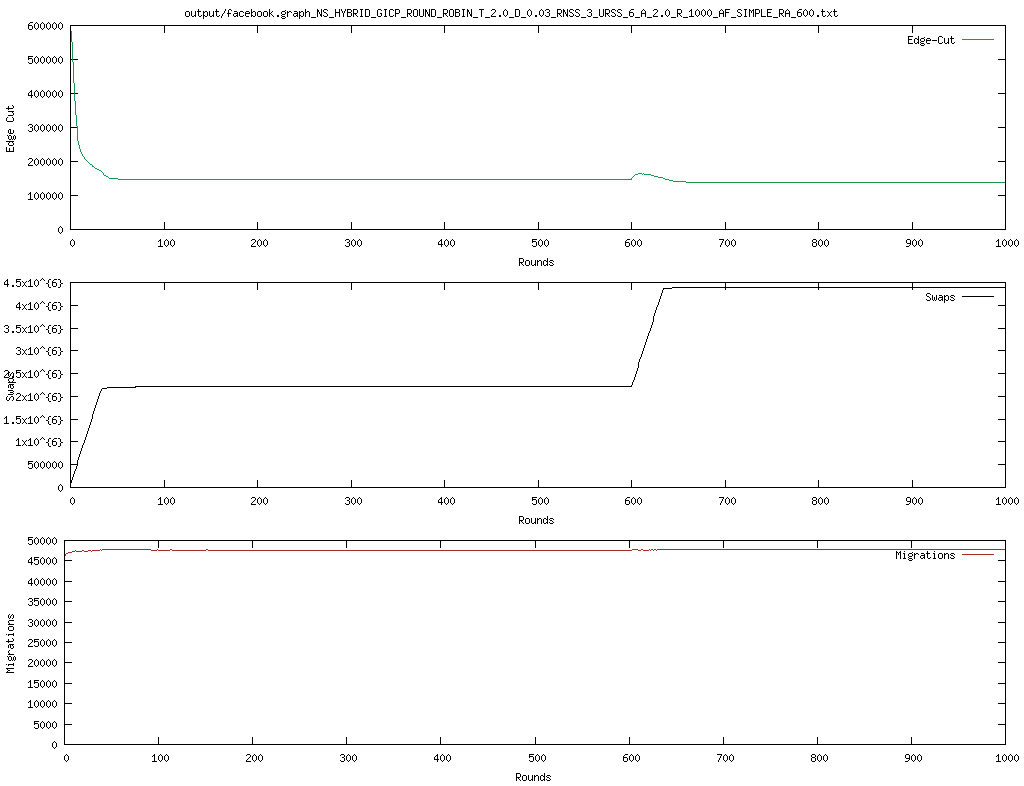 output/facebook.graph_NS_HYBRID_GICP_ROUND_ROBIN_T_2.0_D_0.03_RNSS_3_URSS_6_A_2.0_R_1000_AF_SIMPLE_RA_600.txt
600000
500000
400000
300000
200000
100000
0
Edge Cut
Edge-Cut
0 100 200 300 400 500 600 700 800 900 1000
Rounds
4.5x10^{6}
4x10^{6}
3.5x10^{6}
3x10^{6}
2.5x10^{6}
2x10^{6}
1.5x10^{6}
1x10^{6}
500000
0
Swaps
Swaps
0 100 200 300 400 500 600 700 800 900 1000
Rounds
50000
45000
40000
35000
30000
25000
20000
15000
10000
5000
0
Migrations
Migrations
0 100 200 300 400 500 600 700 800 900 1000
Rounds